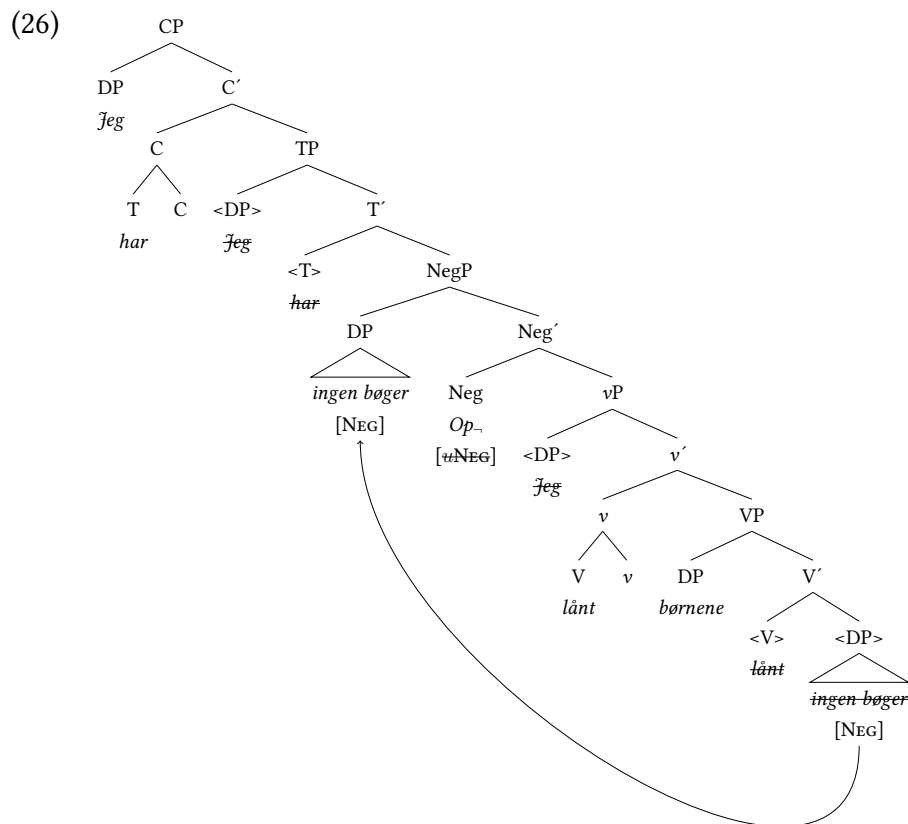 (26)
CP
DP C´
Jeg
C TP
T C <DP> T´
har Jeg
<T> NegP
har
DP Neg´
ingen bøger Neg vP
[NEG] Op¬
[uNEG] <DP> v´
Jeg
v VP
V v DP V´
lånt børnene
<V> <DP>
lånt
ingen bøger
[NEG]